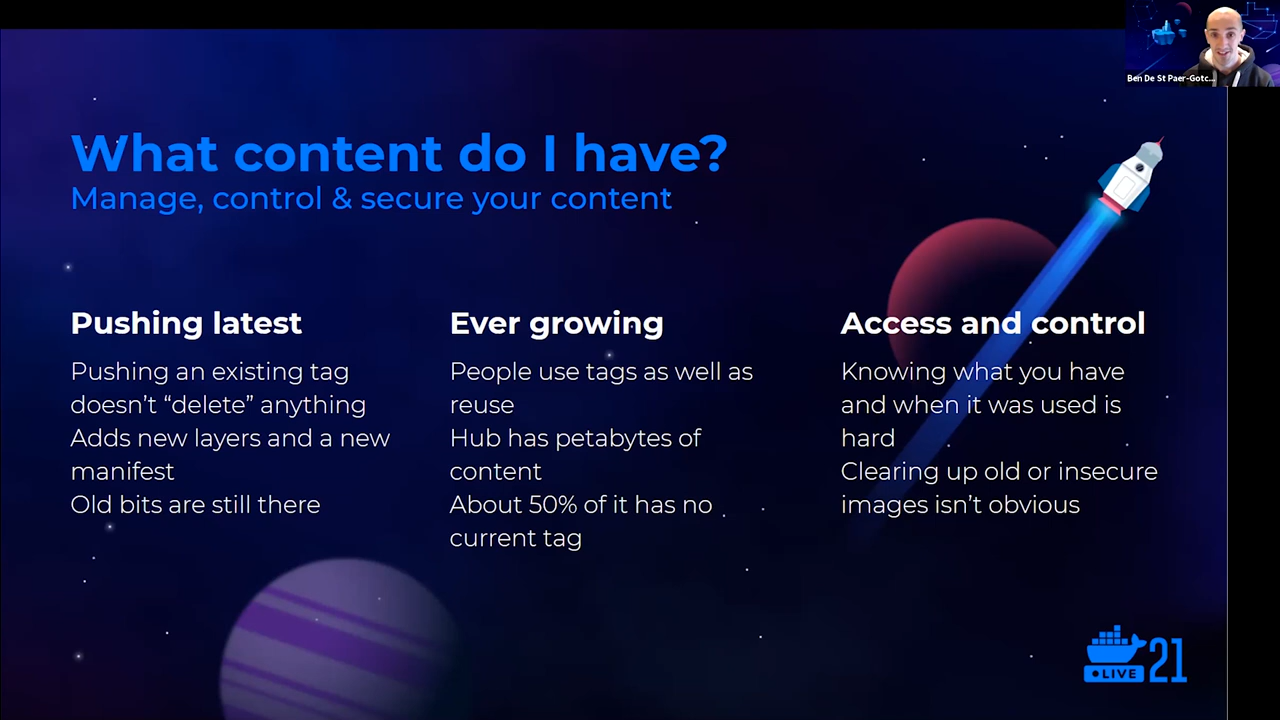 Ben De St Paer-Gotc...
What content do I have?
Manage, control & secure your content
Pushing latest
Pushing an existing tag
doesn’t “delete” anything
Adds new layers and a new
manifest
Old bits are still there
Ever growing
People use tags as well as
reuse
Hub has petabytes of
content
About 50% of it has no
current tag
Access and control
Knowing what you have
and when it was used is
hard
Clearing up old or insecure
images isn’t obvious
LIVE 21